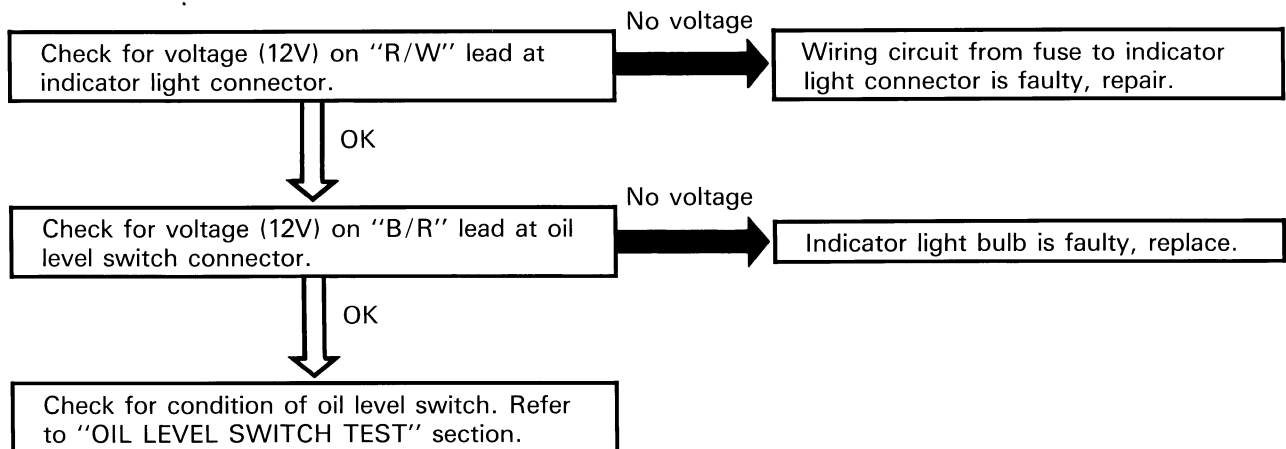 No voltage
Check for voltage (12V) on "R/W" lead at
indicator light connector.
Wiring circuit from fuse to indicator
light connector is faulty, repair.
OK
No voltage
Check for voltage (12V) on "B/R" lead at oil
level switch connector.
Indicator light bulb is faulty, replace.
OK
Check for condition of oil level switch. Refer
to "OIL LEVEL SWITCH TEST" section.